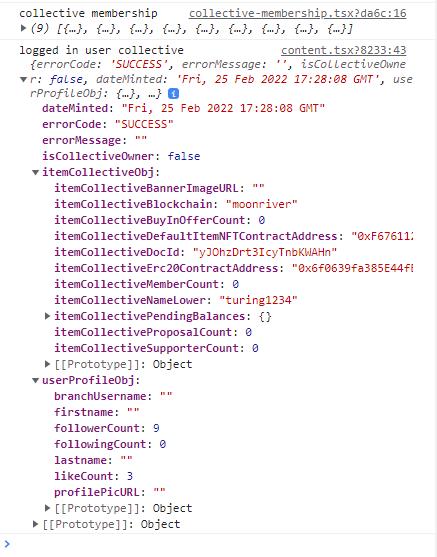 collective membership collective-membership.tsx?da6c:16
(9) [{…}, {…}, {…}, {…}, {…}, {…}, {…}, {…}, {…}]
logged in user collective content.tsx?8233:43
{errorCode: 'SUCCESS', errorMessage: '', isCollectiveOwne
r: false, dateMinted: 'Fri, 25 Feb 2022 17:28:08 GMT', use
rProfileObj: {…}, …}
dateMinted: "Fri, 25 Feb 2022 17:28:08 GMT"
errorCode: "SUCCESS"
errorMessage: ""
isCollectiveOwner: false
itemCollectiveObj:
itemCollectiveBannerImageURL: ""
itemCollectiveBlockchain: "moonriver"
itemCollectiveBuyInOfferCount: 0
itemCollectiveDefaultItemNFTContractAddress: "0xF676112
itemCollectiveDocId: "yJOhzDrt3IcyTnbKWAHn"
itemCollectiveErc20ContractAddress: "0x6f0639fa385E44fE
itemCollectiveMemberCount: 0
itemCollectiveNameLower: "turing1234"
itemCollectivePendingBalances: {}
itemCollectiveProposalCount: 0
itemCollectiveSupporterCount: 0
[[Prototype]]: Object
userProfileObj:
branchUsername: ""
firstname: ""
followerCount: 9
followingCount: 0
lastname: ""
likeCount: 3
profilePicURL: ""
[[Prototype]]: Object
[[Prototype]]: Object